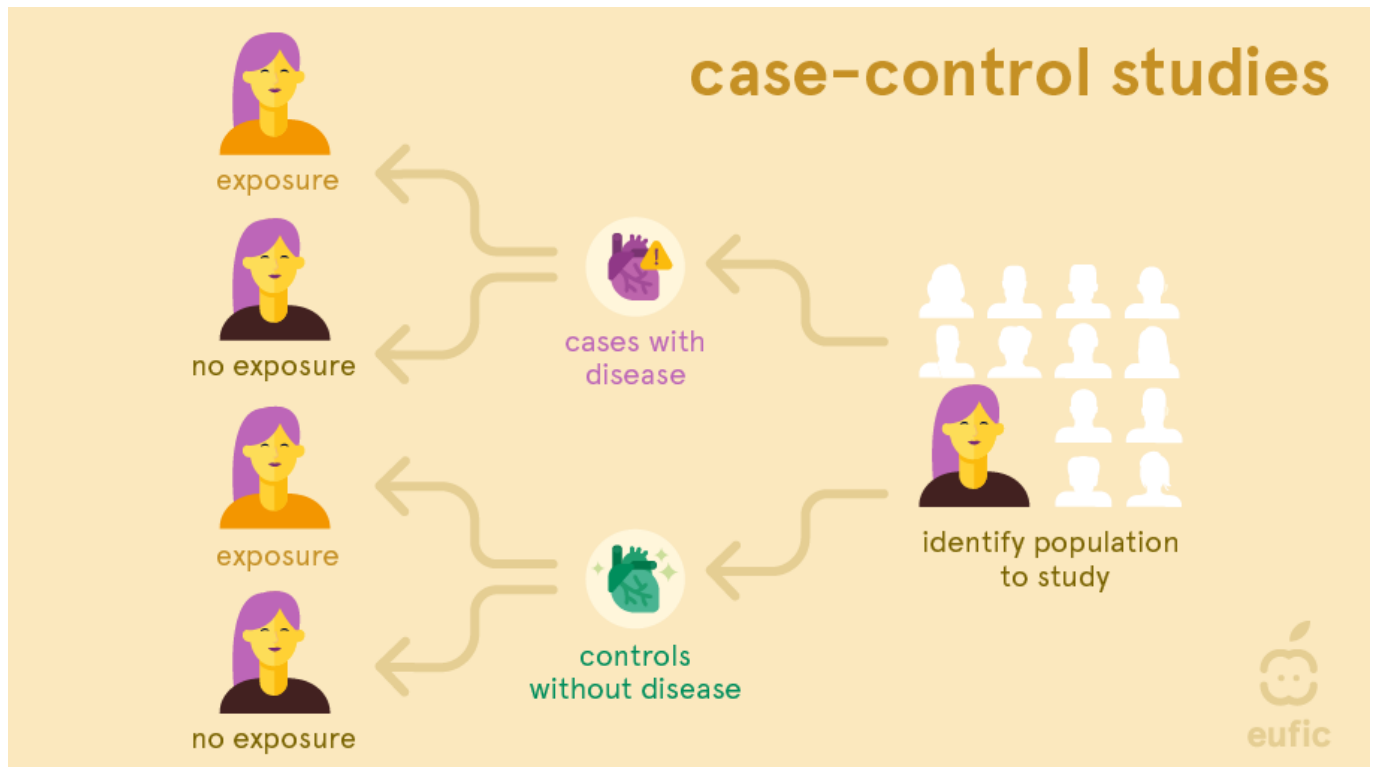 case-control studies
exposure
no exposure
cases with
disease
exposure
no exposure
controls
without disease
identify population
to study
eufic